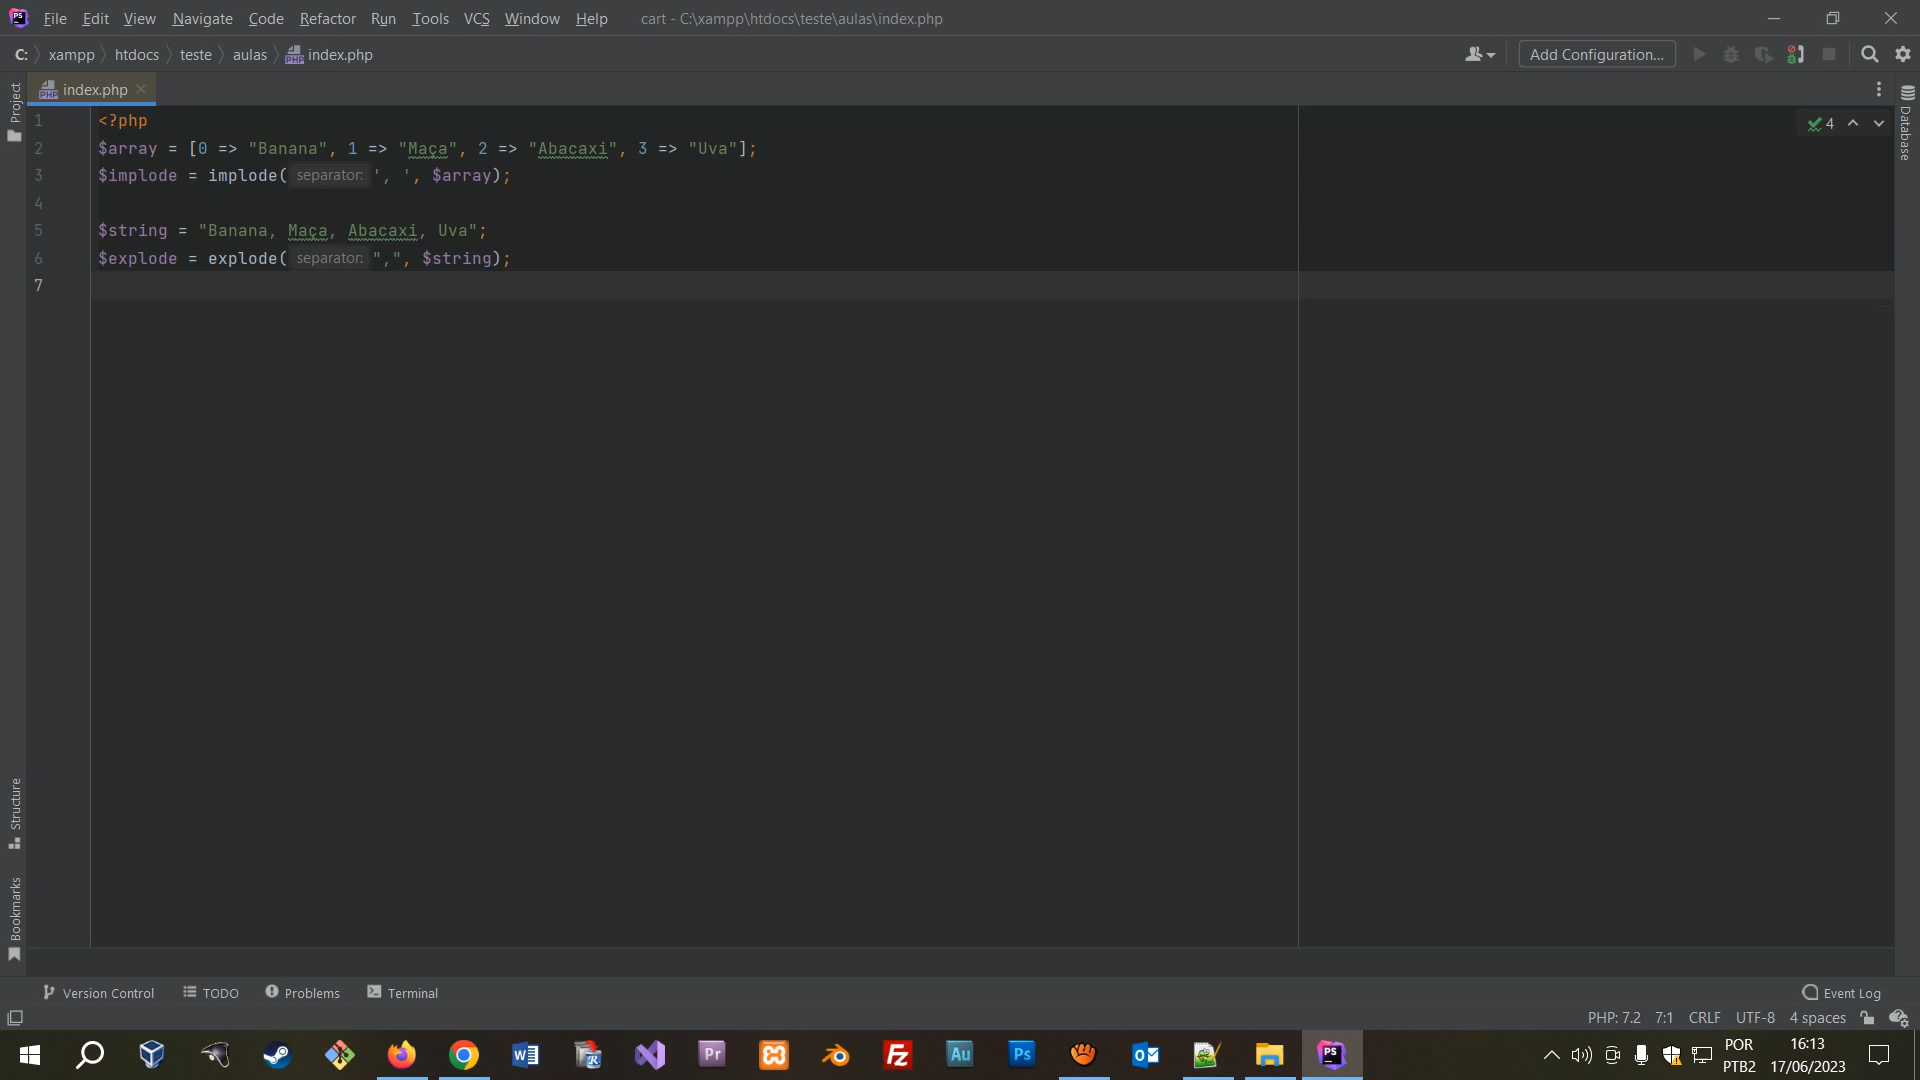 File Edit View Navigate Code Refactor Run Tools VCS Window Help cart - C:\xampp\htdocs\teste\aulas\index.php
C: xampp htdocs teste aulas index.php Add Configuration...
index.php
Project
Database
4
1 <?php
2 $array = [0 => "Banana", 1 => "Maça", 2 => "Abacaxi", 3 => "Uva"];
3 $implode = implode( separator: ', ', $array);
4
5 $string = "Banana, Maça, Abacaxi, Uva";
6 $explode = explode( separator: ",", $string);
7
Structure
Bookmarks
Version Control TODO Problems Terminal Event Log
PHP: 7.2 7:1 CRLF UTF-8 4 spaces
POR 16:13
PTB2 17/06/2023